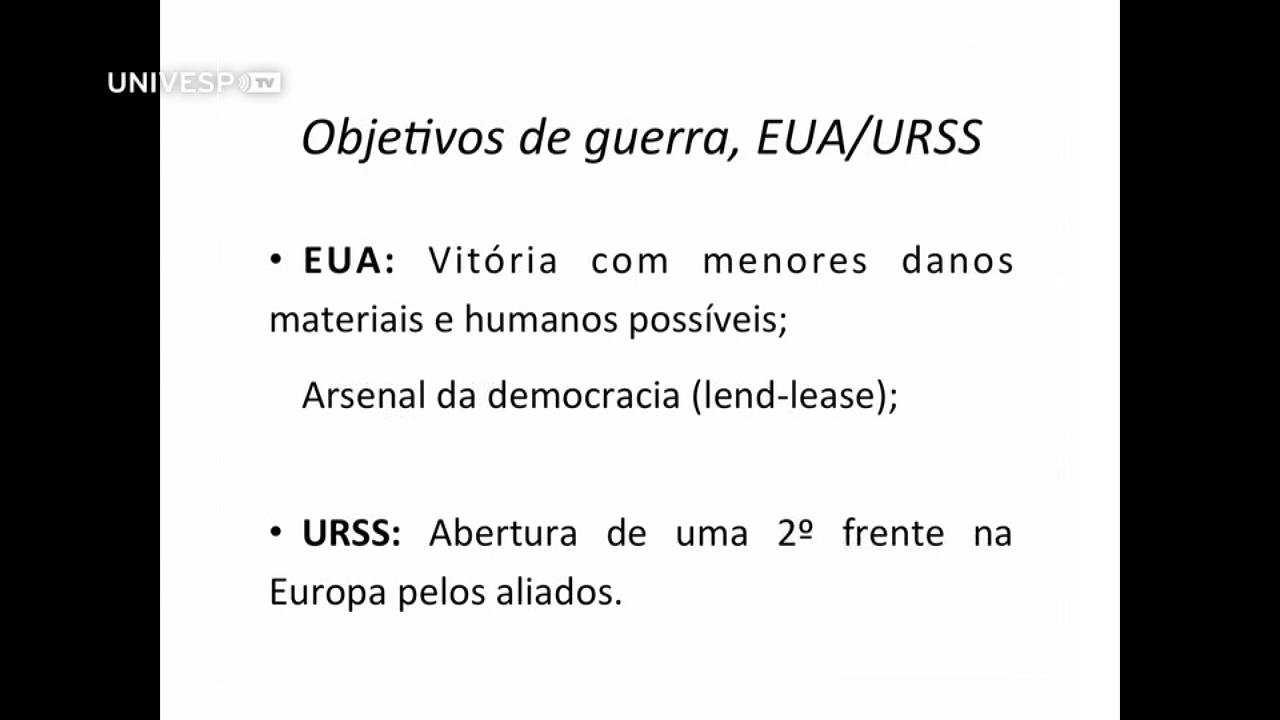 UNIVESP TV
Objetivos de guerra, EUA/URSS
• EUA: Vitória com menores danos
materiais e humanos possíveis;
Arsenal da democracia (lend-lease);
• URSS: Abertura de uma 2º frente na
Europa pelos aliados.